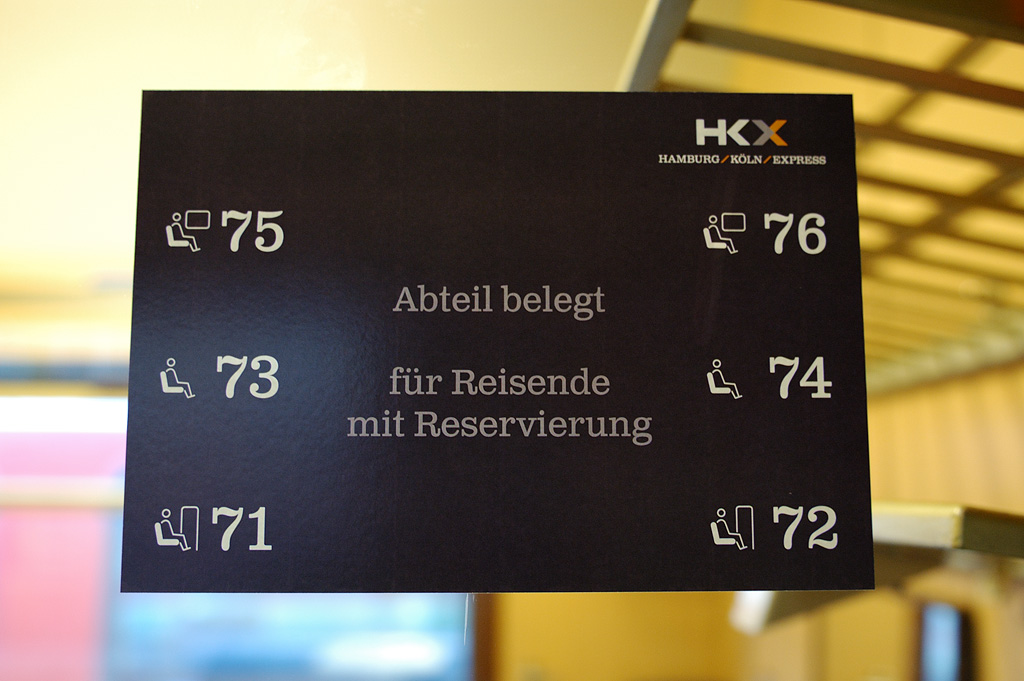 HKX
HAMBURG/KÖLN/EXPRESS
75 76
Abteil belegt
73 74
für Reisende
mit Reservierung
71 72